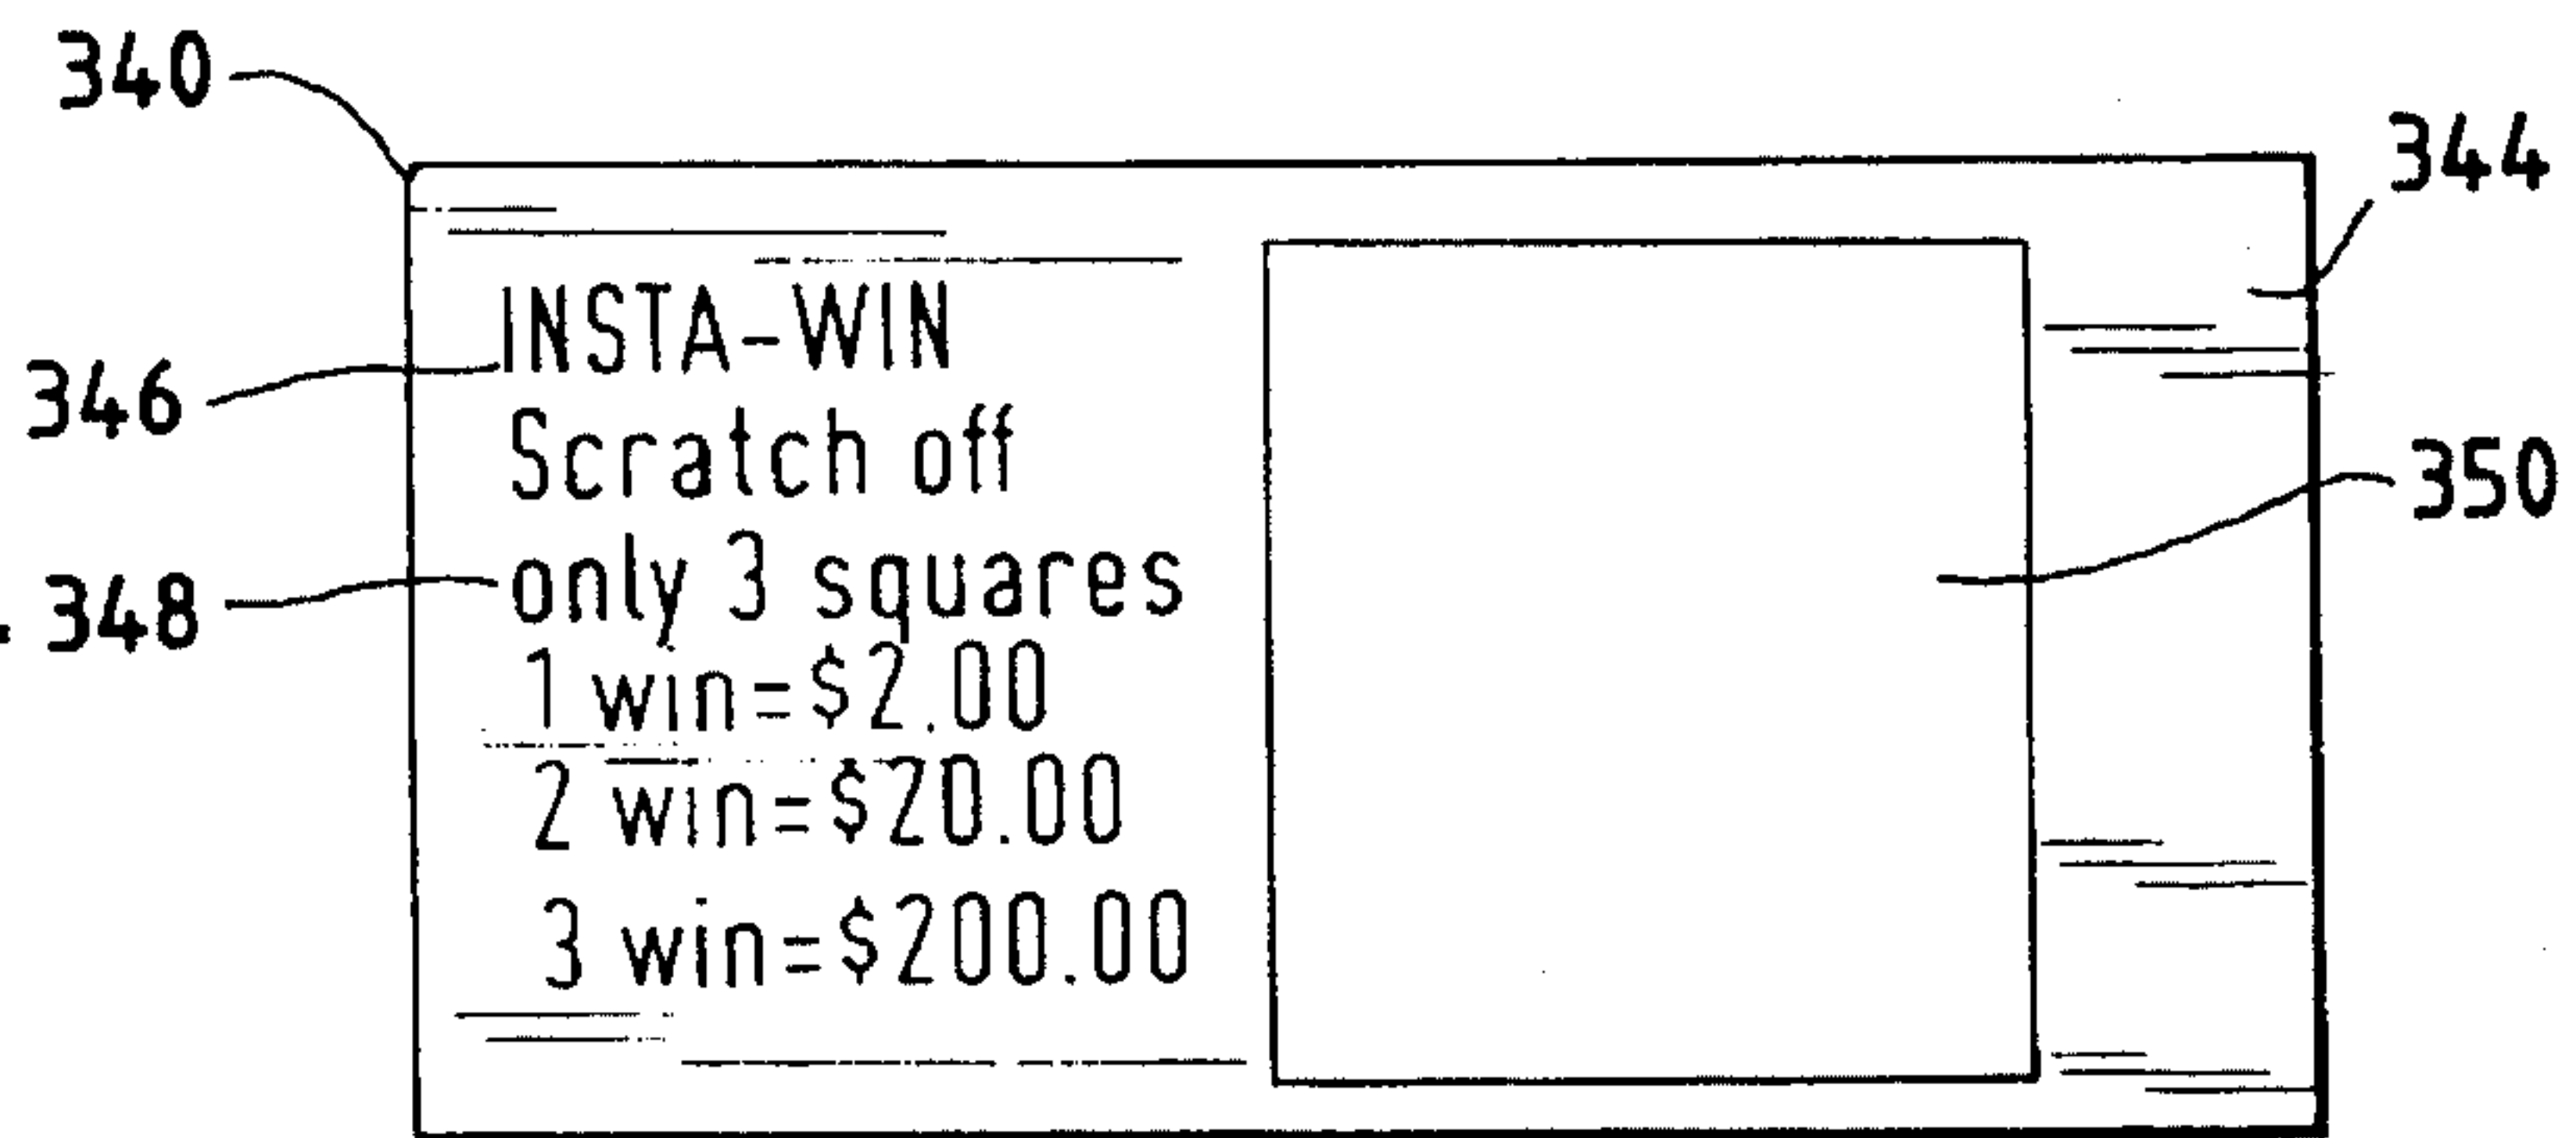 340
344
INSTA-WIN
346
Scratch off
350
only 3 squares
348
1 win=$2.00
2 win=$20.00
3 win=$200.00